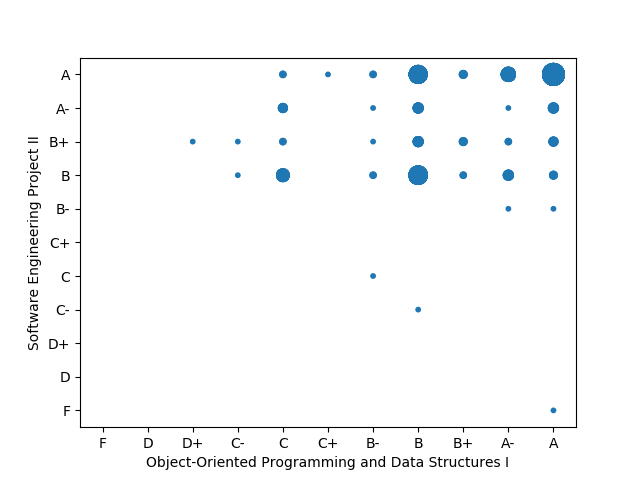 Software Engineering Project II
A
A-
B+
B
B-
C+
C
C-
D+
D
F
F D D+ C- C C+ B- B B+ A- A
Object-Oriented Programming and Data Structures I